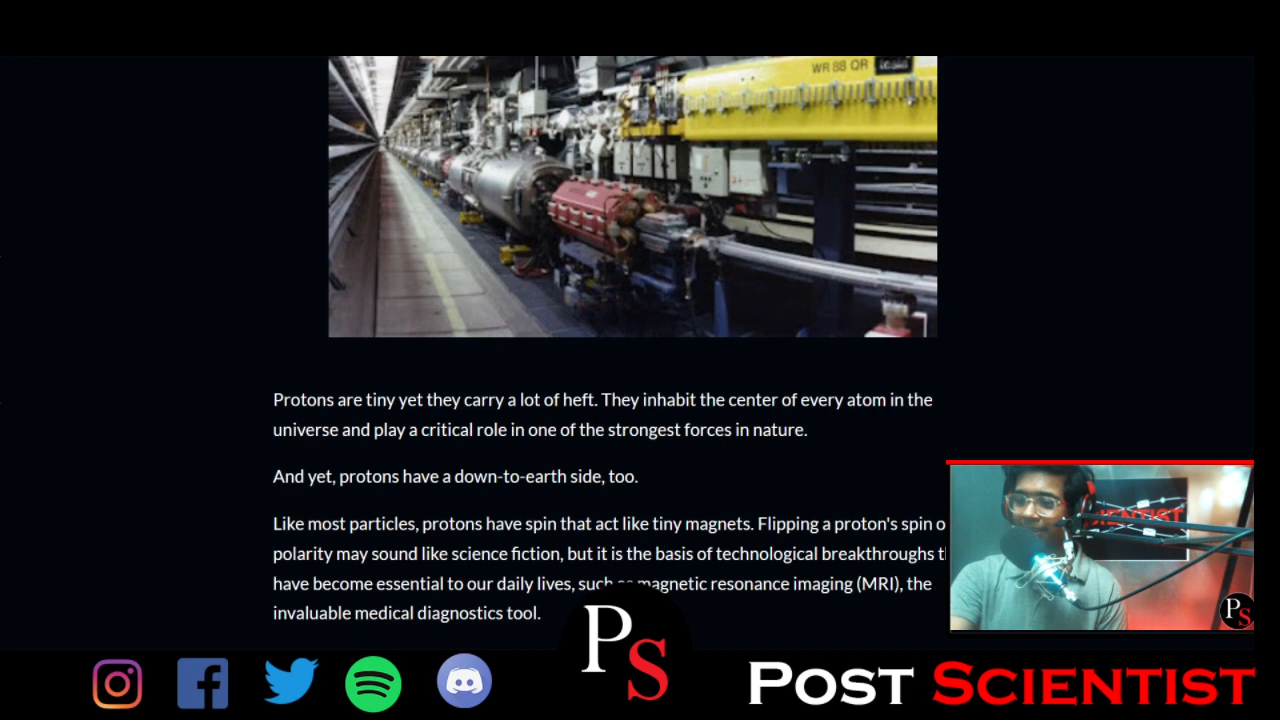 WR 88 QR
Protons are tiny yet they carry a lot of heft. They inhabit the center of every atom in the
universe and play a critical role in one of the strongest forces in nature.
And yet, protons have a down-to-earth side, too.
Like most particles, protons have spin that act like tiny magnets. Flipping a proton's spin o
polarity may sound like science fiction, but it is the basis of technological breakthroughs t
have become essential to our daily lives, such as magnetic resonance imaging (MRI), the
invaluable medical diagnostics tool.
IENTIST
PS
PS
POST SCIENTIST